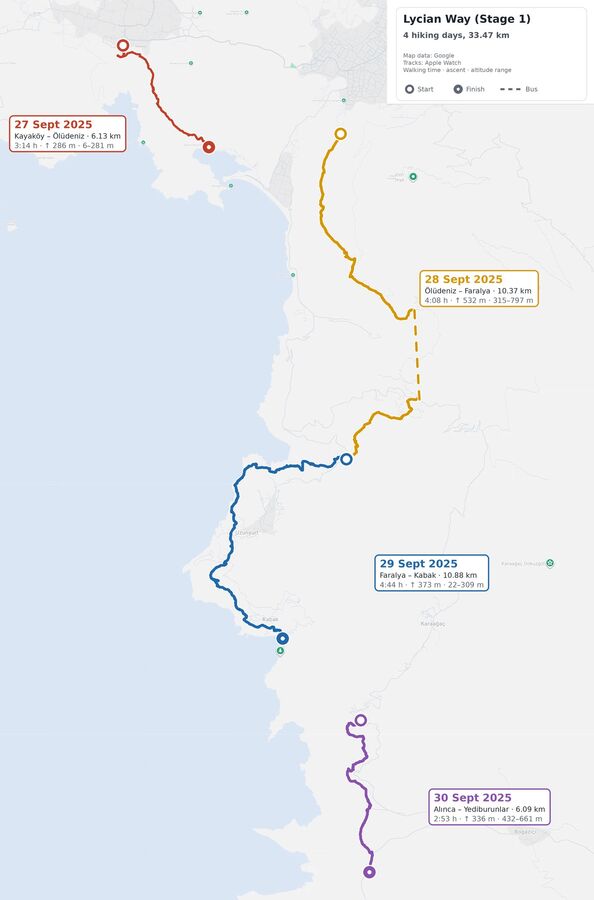 Lycian Way (Stage 1)
4 hiking days, 33.47 km
Map data: Google
Tracks: Apple Watch
Walking time · ascent · altitude range
Start
Finish
Bus
27 Sept 2025
Kayaköy – Ölüdeniz · 6.13 km
3:14 h · ↑ 286 m · 6–281 m
28 Sept 2025
Ölüdeniz – Faralya · 10.37 km
4:08 h · ↑ 532 m · 315–797 m
Uzunyurt
29 Sept 2025
Faralya – Kabak · 10.88 km
4:44 h · ↑ 373 m · 22–309 m
Kabak
Karaağaç
30 Sept 2025
Alınca – Yediburunlar · 6.09 km
2:53 h · ↑ 336 m · 432–661 m
Boğaziçi